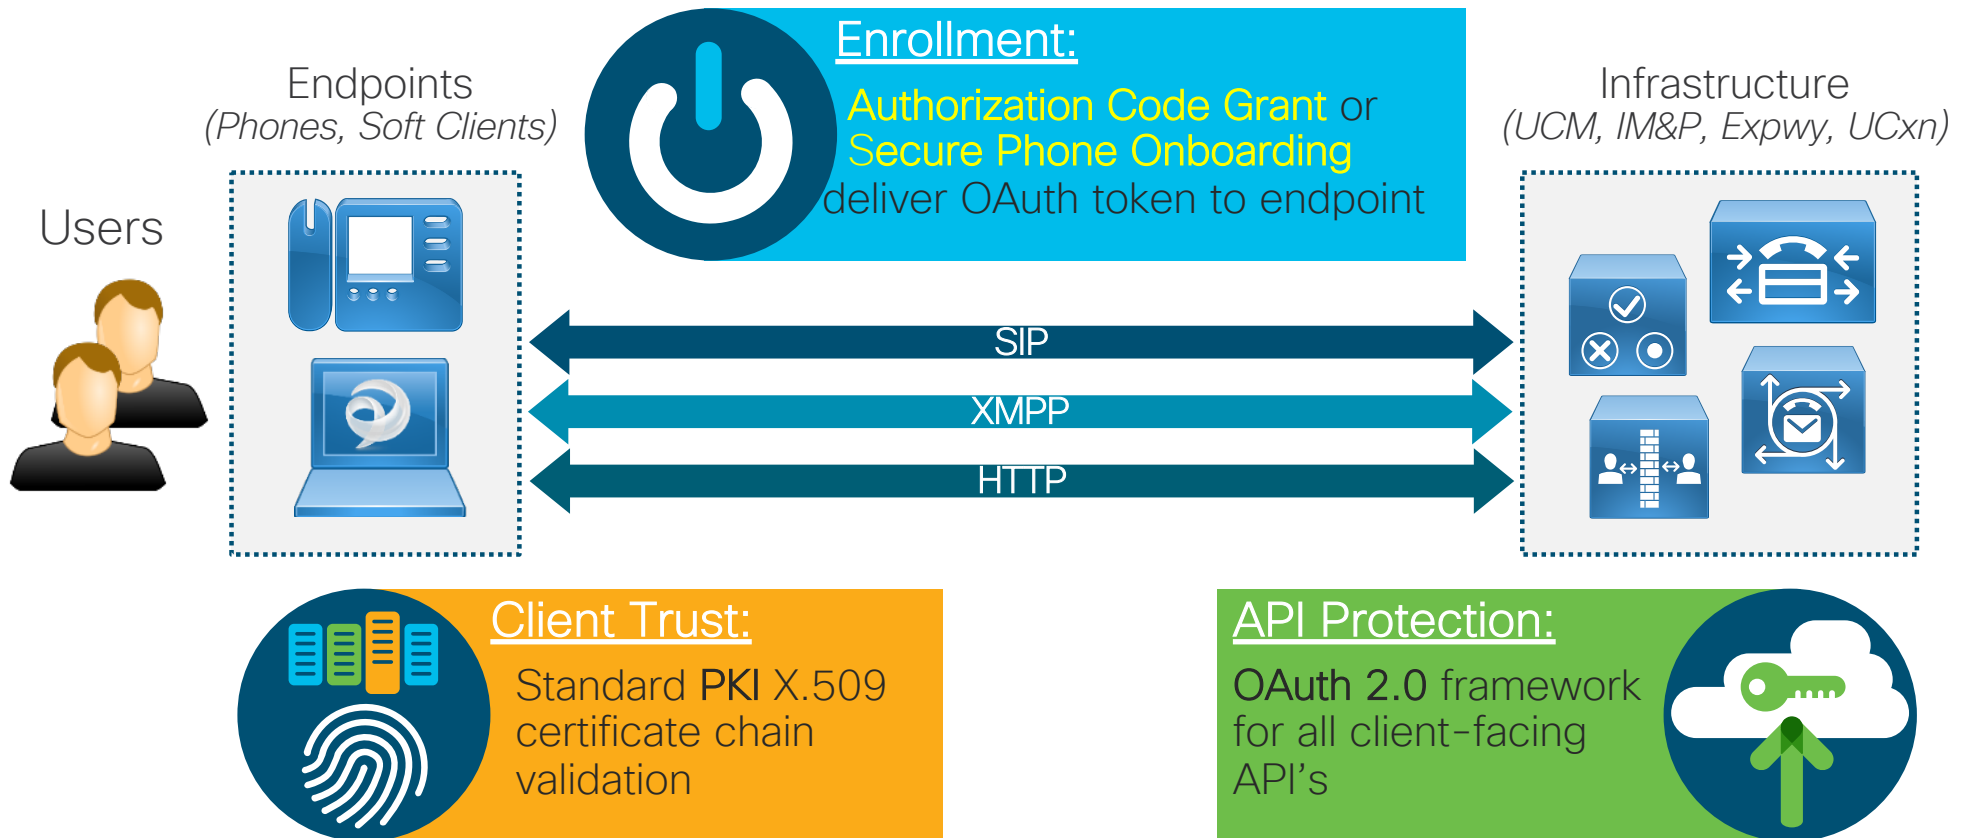 Enrollment:
Authorization Code Grant or
Secure Phone Onboarding
deliver OAuth token to endpoint
Endpoints
(Phones, Soft Clients)
Infrastructure
(UCM, IM&P, Expwy, UCxn)
Users
SIP
XMPP
HTTP
Client Trust:
Standard PKI X.509
certificate chain
validation
API Protection:
OAuth 2.0 framework
for all client-facing
API's